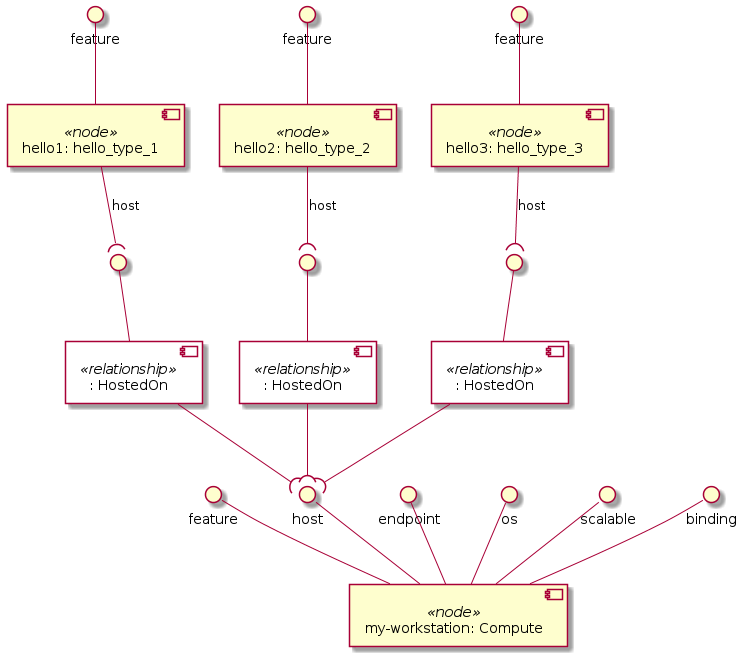 feature
feature
feature
«node»
hello1: hello_type_1
«node»
hello2: hello_type_2
«node»
hello3: hello_type_3
host
host
host
«relationship»
: HostedOn
«relationship»
: HostedOn
«relationship»
: HostedOn
feature
host
endpoint
os
scalable
binding
«node»
my-workstation: Compute